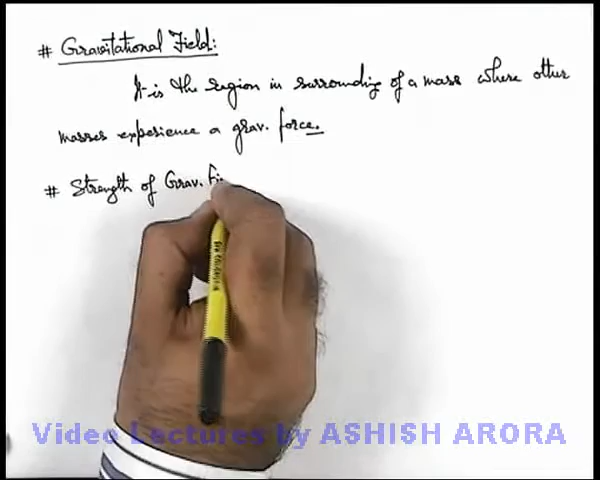 # Gravitational Field:
It is the region in surrounding of a mass where other
masses experience a grav. force.
# Strength of Grav. Fi
Video Lectures by ASHISH ARORA